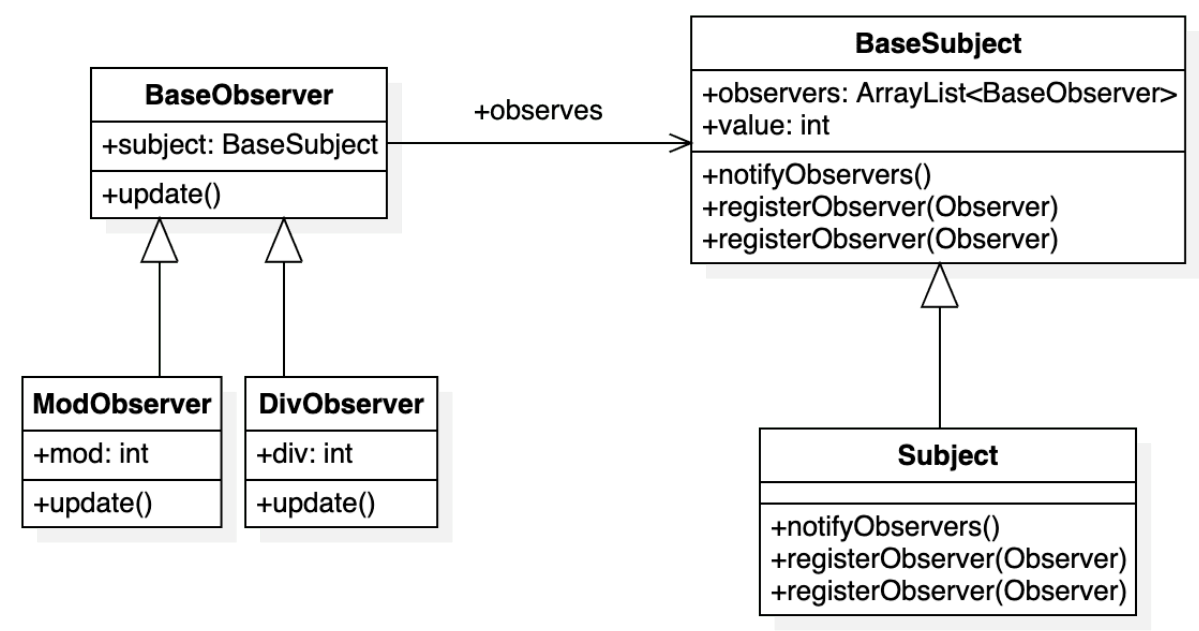 BaseObserver
+subject: BaseSubject
+update()
+observes
BaseSubject
+observers: ArrayList<BaseObserver>
+value: int
+notifyObservers()
+registerObserver(Observer)
+registerObserver(Observer)
ModObserver
+mod: int
+update()
DivObserver
+div: int
+update()
Subject
+notifyObservers()
+registerObserver(Observer)
+registerObserver(Observer)